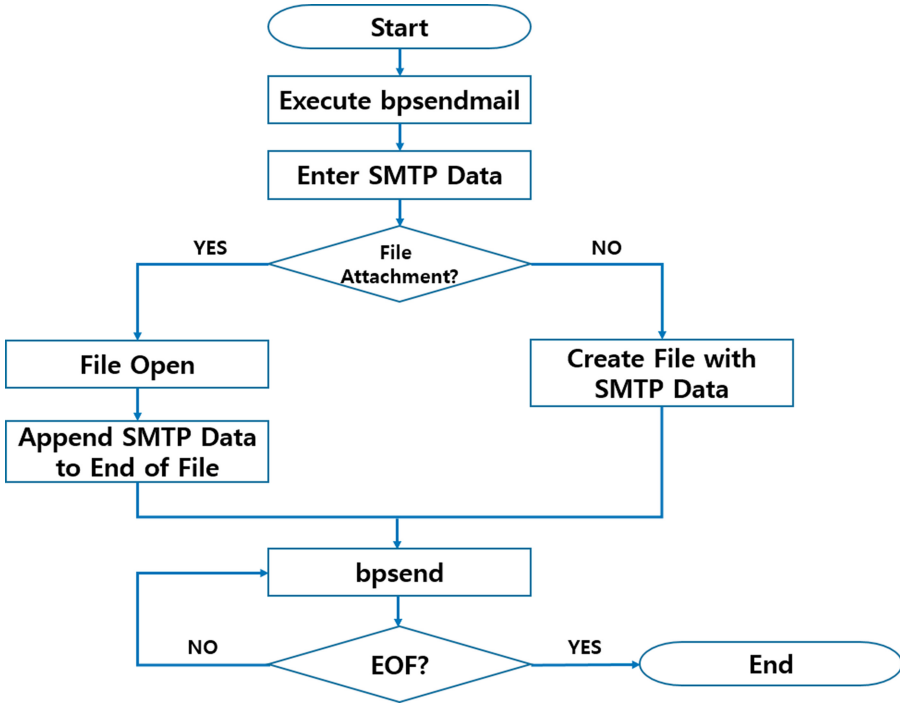 Start
Execute bpsendmail
Enter SMTP Data
YES
File
Attachment?
NO
File Open
Create File with
SMTP Data
Append SMTP Data
to End of File
bpsend
NO
EOF?
YES
End